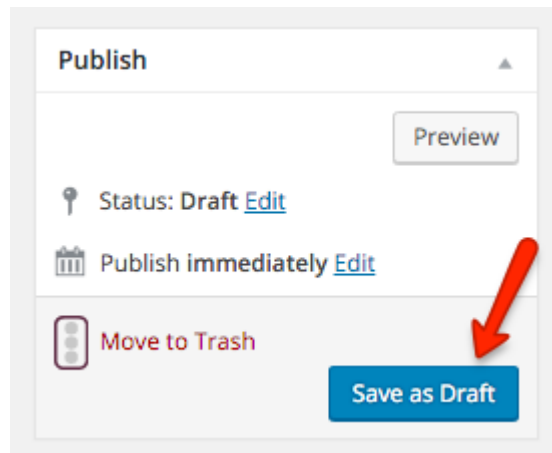 Publish
Preview
Status: Draft Edit
Publish immediately Edit
Move to Trash
Save as Draft